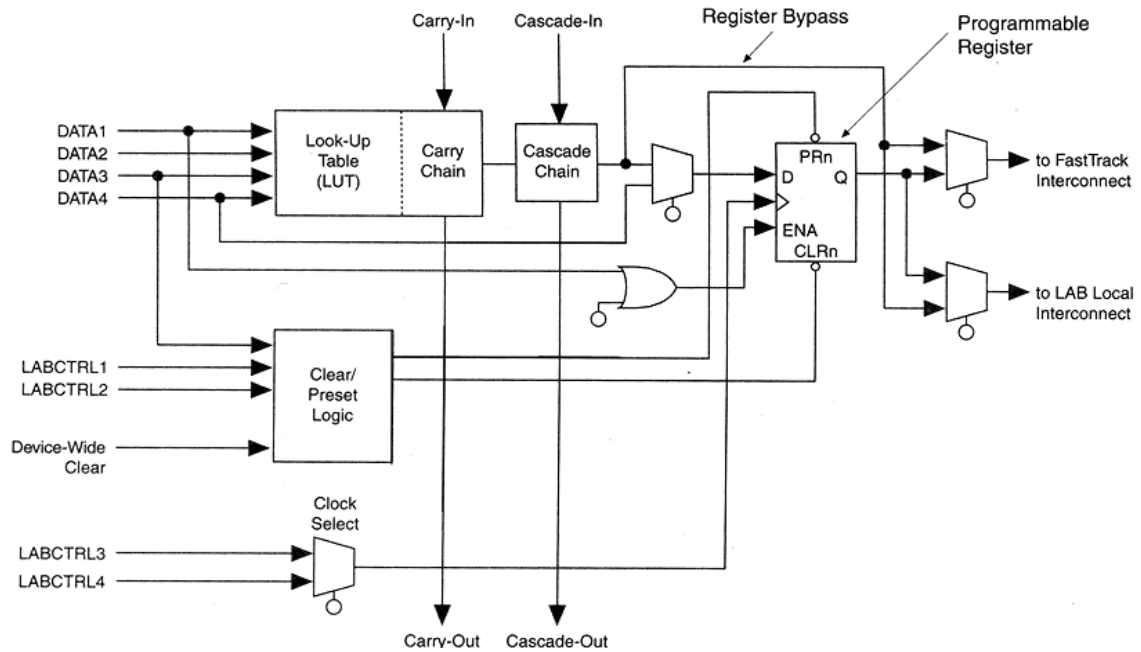 Carry-In
Cascade-In
Register Bypass
Programmable
Register
DATA1
DATA2
DATA3
DATA4
Look-Up
Table
(LUT)
Carry
Chain
Cascade
Chain
PRn
D
Q
ENA
CLRn
to FastTrack
Interconnect
to LAB Local
Interconnect
LABCTRL1
LABCTRL2
Clear/
Preset
Logic
Device-Wide
Clear
Clock
Select
LABCTRL3
LABCTRL4
Carry-Out
Cascade-Out